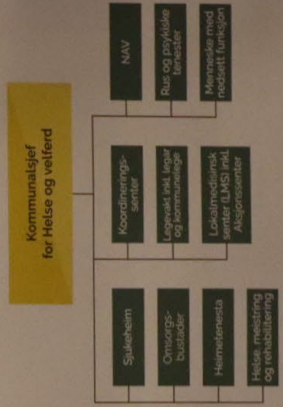 Kommunalsjef
for Helse og velferd
Sjukeheim
Omsorgs-
bustader
Heimetenesta
Helse, meistring
og rehabilitering
Koordinerings-
senter
Legevakt inkl. legar
og kommunelege
Lokalmedisinsk
senter (LMS) inkl.
Aksjonssenter
NAV
Rus og psykiske
tenester
Menneske med
nedsett funksjon